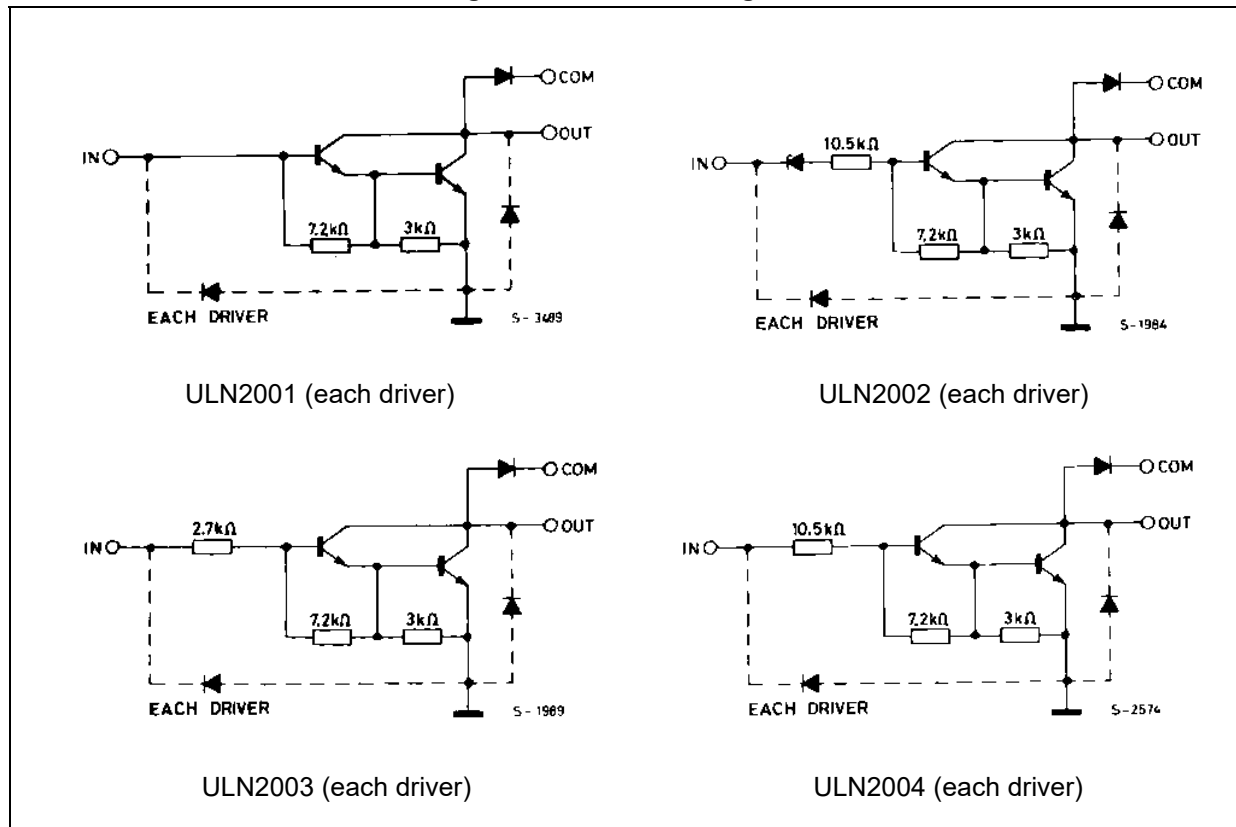 COM
OUT
IN
7.2kΩ
3kΩ
EACH DRIVER
S-3489
ULN2001 (each driver)
COM
OUT
10.5kΩ
IN
7.2kΩ
3kΩ
EACH DRIVER
S-1984
ULN2002 (each driver)
COM
OUT
2.7kΩ
IN
7.2kΩ
3kΩ
EACH DRIVER
S-1989
ULN2003 (each driver)
COM
OUT
10.5kΩ
IN
7.2kΩ
3kΩ
EACH DRIVER
S-2574
ULN2004 (each driver)